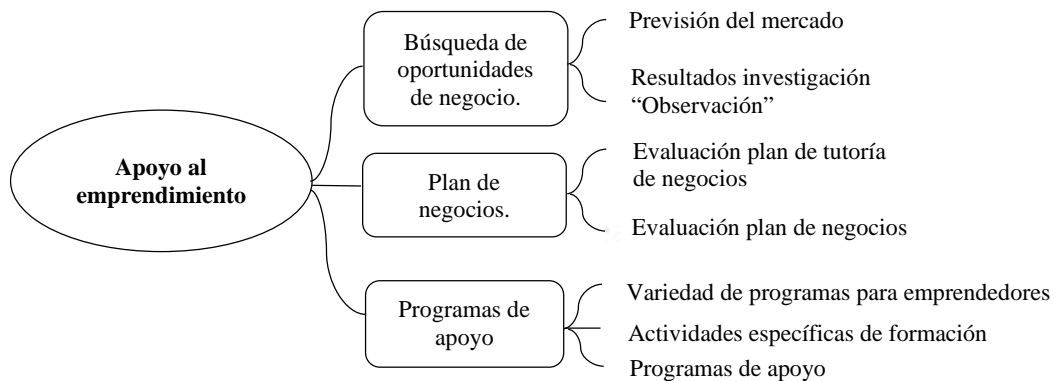 Apoyo al
emprendimiento
Búsqueda de
oportunidades
de negocio.
Previsión del mercado
Resultados investigación
“Observación”
Plan de
negocios.
Evaluación plan de tutoría
de negocios
Evaluación plan de negocios
Programas de
apoyo
Variedad de programas para emprendedores
Actividades específicas de formación
Programas de apoyo